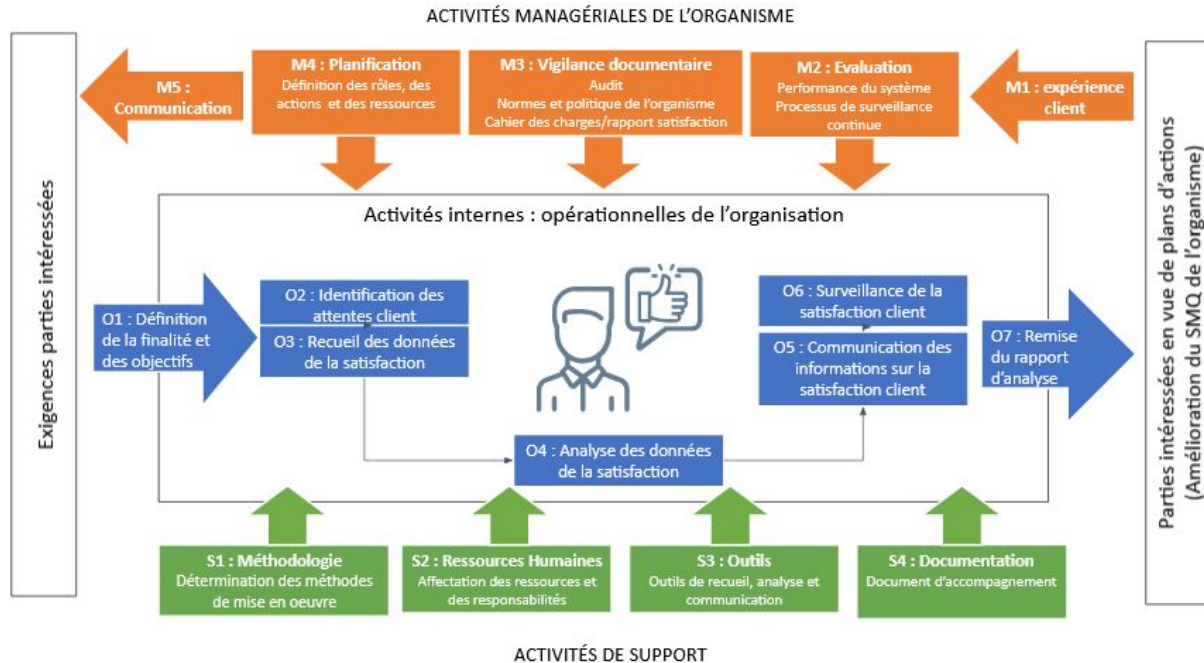 ACTIVITÉS MANAGÉRIALES DE L'ORGANISME
Exigences parties intéressées
M5 :
Communication
M4 : Planification
Définition des rôles, des
actions et des ressources
M3 : Vigilance documentaire
Audit
Normes et politique de l'organisme
Cahier des charges/rapport satisfaction
M2 : Evaluation
Performance du système
Processus de surveillance
continue
M1 : expérience
client
Parties intéressées en vue de plans d'actions
(Amélioration du SMQ de l'organisme)
Activités internes : opérationnelles de l'organisation
O1 : Définition
de la finalité et
des objectifs
O2 : Identification des
attentes client
O3 : Recueil des données
de la satisfaction
O4 : Analyse des données
de la satisfaction
O6 : Surveillance de la
satisfaction client
O5 : Communication des
informations sur la
satisfaction client
O7 : Remise
du rapport
d'analyse
S1 : Méthodologie
Détermination des méthodes
de mise en oeuvre
S2 : Ressources Humaines
Affectation des ressources et
des responsabilités
S3 : Outils
Outils de recueil, analyse et
communication
S4 : Documentation
Document d'accompagnement
ACTIVITÉS DE SUPPORT